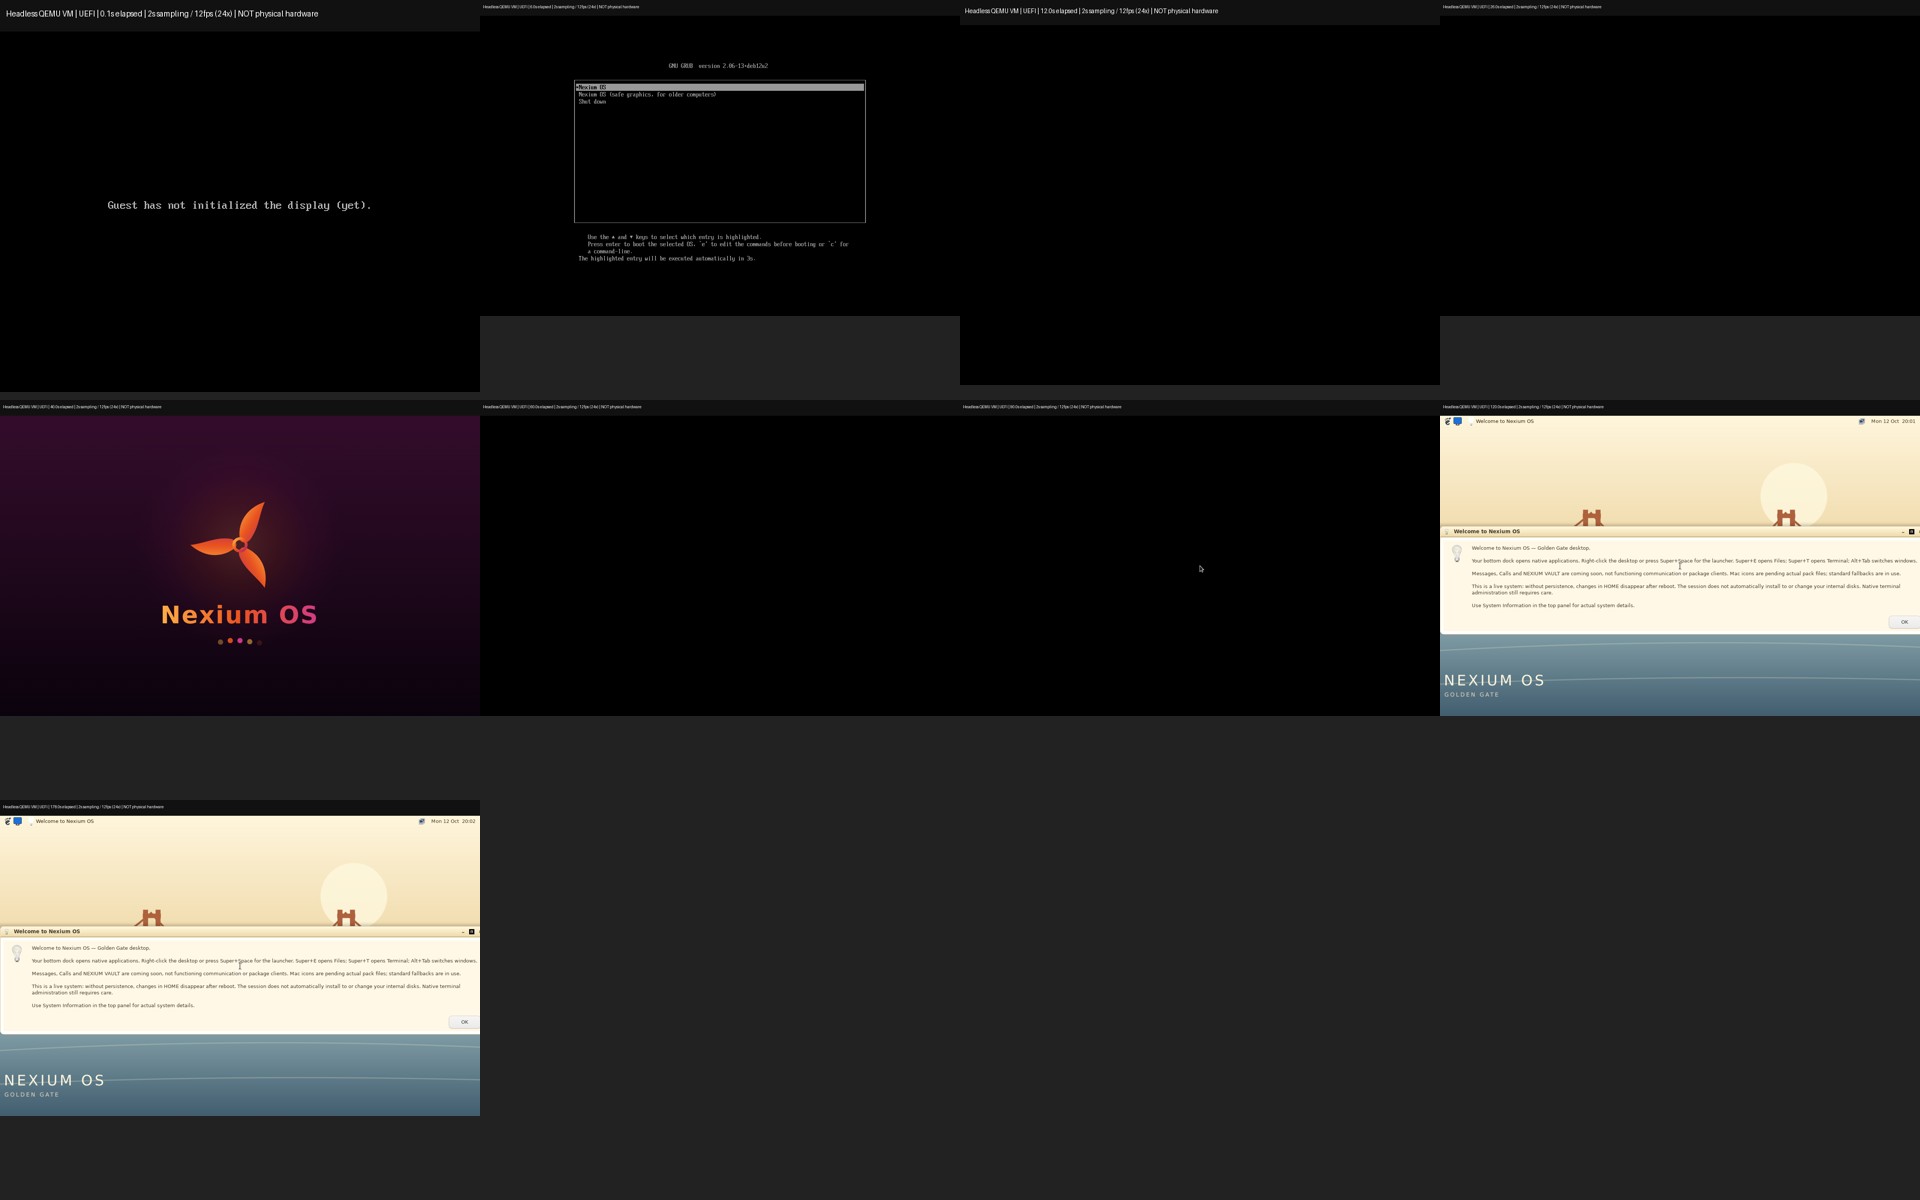 Headless QEMU VM | UEFI | 0.1s elapsed | 2s sampling / 12fps (24x) | NOT physical hardware
Guest has not initialized the display (yet).
GNU GRUB version 2.06-13+deb12u2
*Nexium OS
Nexium OS (safe graphics, for older computers)
Shut down
Use the ▲ and ▼ keys to select which entry is highlighted.
Press enter to boot the selected OS, `e' to edit the commands before booting or `c' for
a command-line.
The highlighted entry will be executed automatically in 3s.
Headless QEMU VM | UEFI | 12.0s elapsed | 2s sampling / 12fps (24x) | NOT physical hardware
Nexium OS
Welcome to Nexium OS
Mon 12 Oct 20:01
Welcome to Nexium OS
Welcome to Nexium OS — Golden Gate desktop.
Your bottom dock opens native applications. Right-click the desktop or press Super+Space for the launcher. Super+E opens Files; Super+T opens Terminal; Alt+Tab switches windows.
Messages, Calls and NEXIUM VAULT are coming soon, not functioning communication or package clients. Mac icons are pending actual pack files; standard fallbacks are in use.
This is a live system: without persistence, changes in HOME disappear after reboot. The session does not automatically install to or change your internal disks. Native terminal
administration still requires care.
Use System Information in the top panel for actual system details.
OK
NEXIUM OS
GOLDEN GATE
Welcome to Nexium OS
Mon 12 Oct 20:02
Welcome to Nexium OS
Welcome to Nexium OS — Golden Gate desktop.
Your bottom dock opens native applications. Right-click the desktop or press Super+Space for the launcher. Super+E opens Files; Super+T opens Terminal; Alt+Tab switches windows.
Messages, Calls and NEXIUM VAULT are coming soon, not functioning communication or package clients. Mac icons are pending actual pack files; standard fallbacks are in use.
This is a live system: without persistence, changes in HOME disappear after reboot. The session does not automatically install to or change your internal disks. Native terminal
administration still requires care.
Use System Information in the top panel for actual system details.
OK
NEXIUM OS
GOLDEN GATE